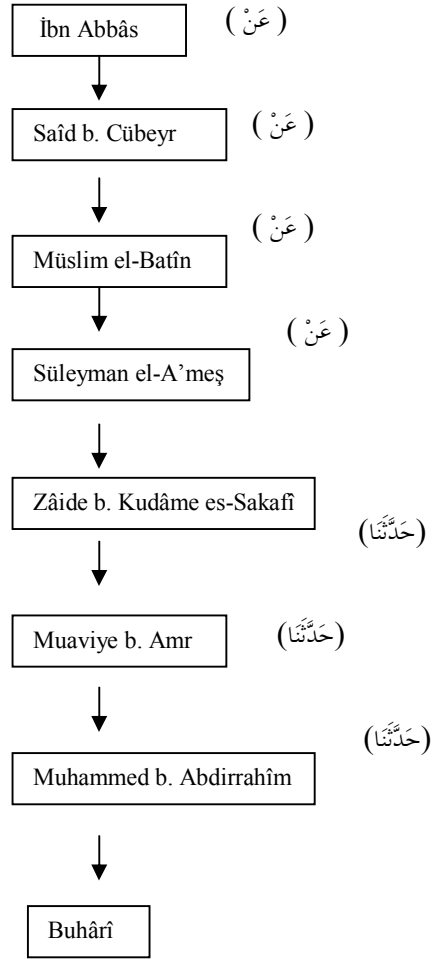 İbn Abbâs ( عَنْ )
Saîd b. Cübeyr ( عَنْ )
( عَنْ )
Müslim el-Batîn
( عَنْ )
Süleyman el-A’meş
Zâide b. Kudâme es-Sakafî
(حَدَّثَنَا)
Muaviye b. Amr (حَدَّثَنَا)
(حَدَّثَنَا)
Muhammed b. Abdirrahîm
Buhârî